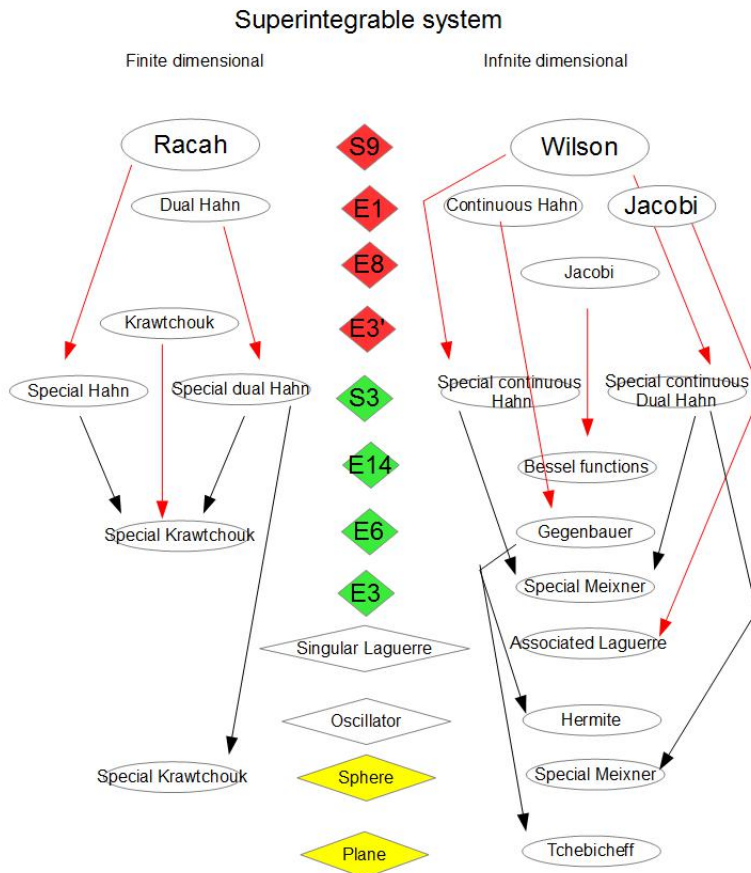 Superintegrable system
Finite dimensional
Infnite dimensional
Racah
S9
Wilson
Dual Hahn
E1
Continuous Hahn
Jacobi
E8
Jacobi
Krawtchouk
E3'
Special Hahn
Special dual Hahn
S3
Special continuous
Hahn
Special continuous
Dual Hahn
E14
Bessel functions
Special Krawtchouk
E6
Gegenbauer
E3
Special Meixner
Singular Laguerre
Associated Laguerre
Oscillator
Hermite
Special Krawtchouk
Sphere
Special Meixner
Plane
Tchebicheff